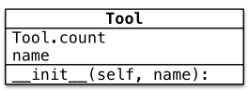 Tool
Tool.count
name
__init__(self, name):